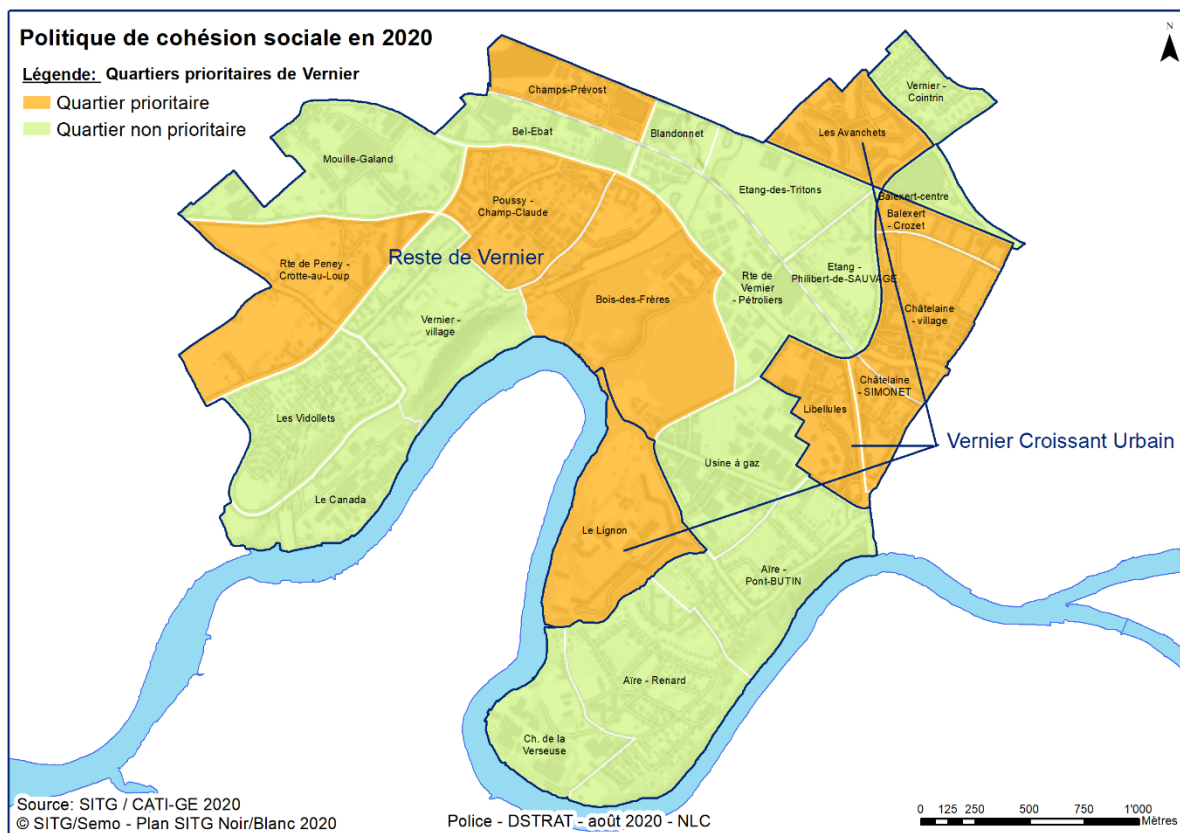 Politique de cohésion sociale en 2020
Légende: Quartiers prioritaires de Vernier
Quartier prioritaire
Quartier non prioritaire
N
Champs-Prévost
Vernier -
Cointrin
Les Avanchets
Bel-Ebat
Blandonnet
Mouille-Galand
Etang-des-Tritons
Balexert-centre
Balexert
- Crozet
Poussy -
Champ-Claude
Reste de Vernier
Rte de Peney -
Crotte-au-Loup
Etang -
Philibert-de-SAUVAGE
Rte de
Vernier
- Pétroliers
Bois-des-Frères
Châtelaine
- village
Vernier -
village
Châtelaine
- SIMONET
Libellules
Les Vidollets
Vernier Croissant Urbain
Usine à gaz
Le Canada
Le Lignon
Aïre -
Pont-BUTIN
Aïre - Renard
Ch. de la
Verseuse
Source: SITG / CATI-GE 2020
© SITG/Semo - Plan SITG Noir/Blanc 2020
Police - DSTRAT - août 2020 - NLC
0 125 250 500 750 1'000
Mètres